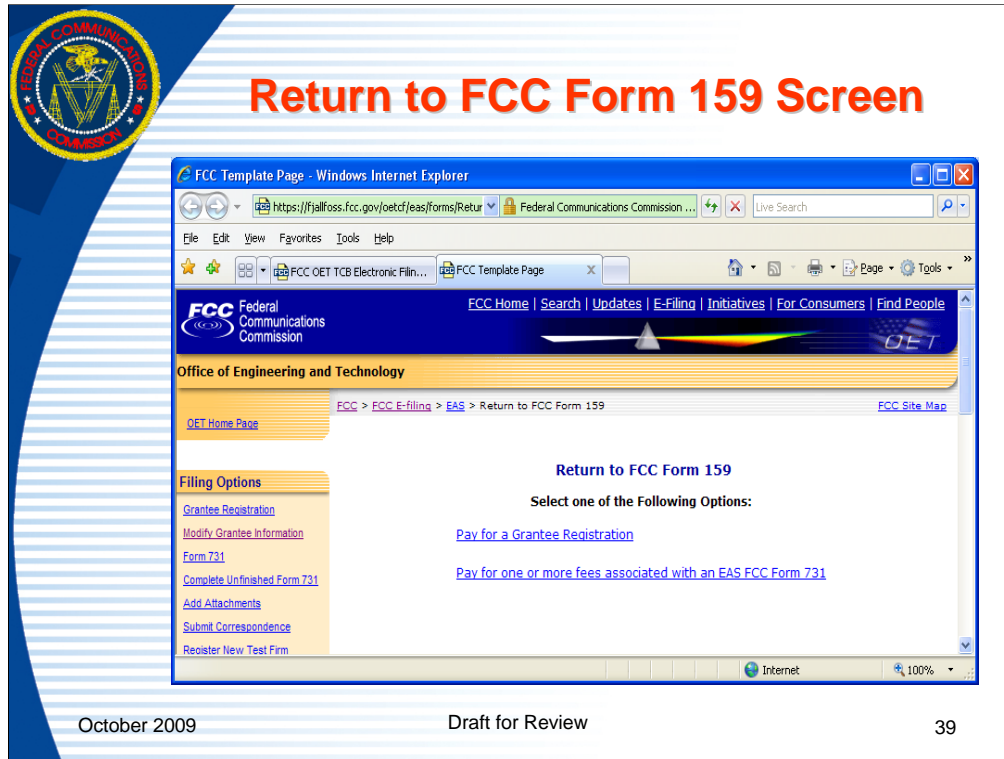 FEDERAL COMMUNICATIONS COMMISSION
Return to FCC Form 159 Screen
FCC Template Page - Windows Internet Explorer
https://fjallfoss.fcc.gov/oetcf/eas/forms/Retur
Federal Communications Commission ...
Live Search
File Edit View Favorites Tools Help
FCC OET TCB Electronic Filin...
FCC Template Page
X
Page
Tools
»
FCC Federal
Communications
Commission
FCC Home | Search | Updates | E-Filing | Initiatives | For Consumers | Find People
OET
Office of Engineering and Technology
FCC > FCC E-filing > EAS > Return to FCC Form 159
FCC Site Map
OET Home Page
Return to FCC Form 159
Filing Options
Select one of the Following Options:
Grantee Registration
Modify Grantee Information
Pay for a Grantee Registration
Form 731
Complete Unfinished Form 731
Pay for one or more fees associated with an EAS FCC Form 731
Add Attachments
Submit Correspondence
Register New Test Firm
Internet
100%
October 2009
Draft for Review
39